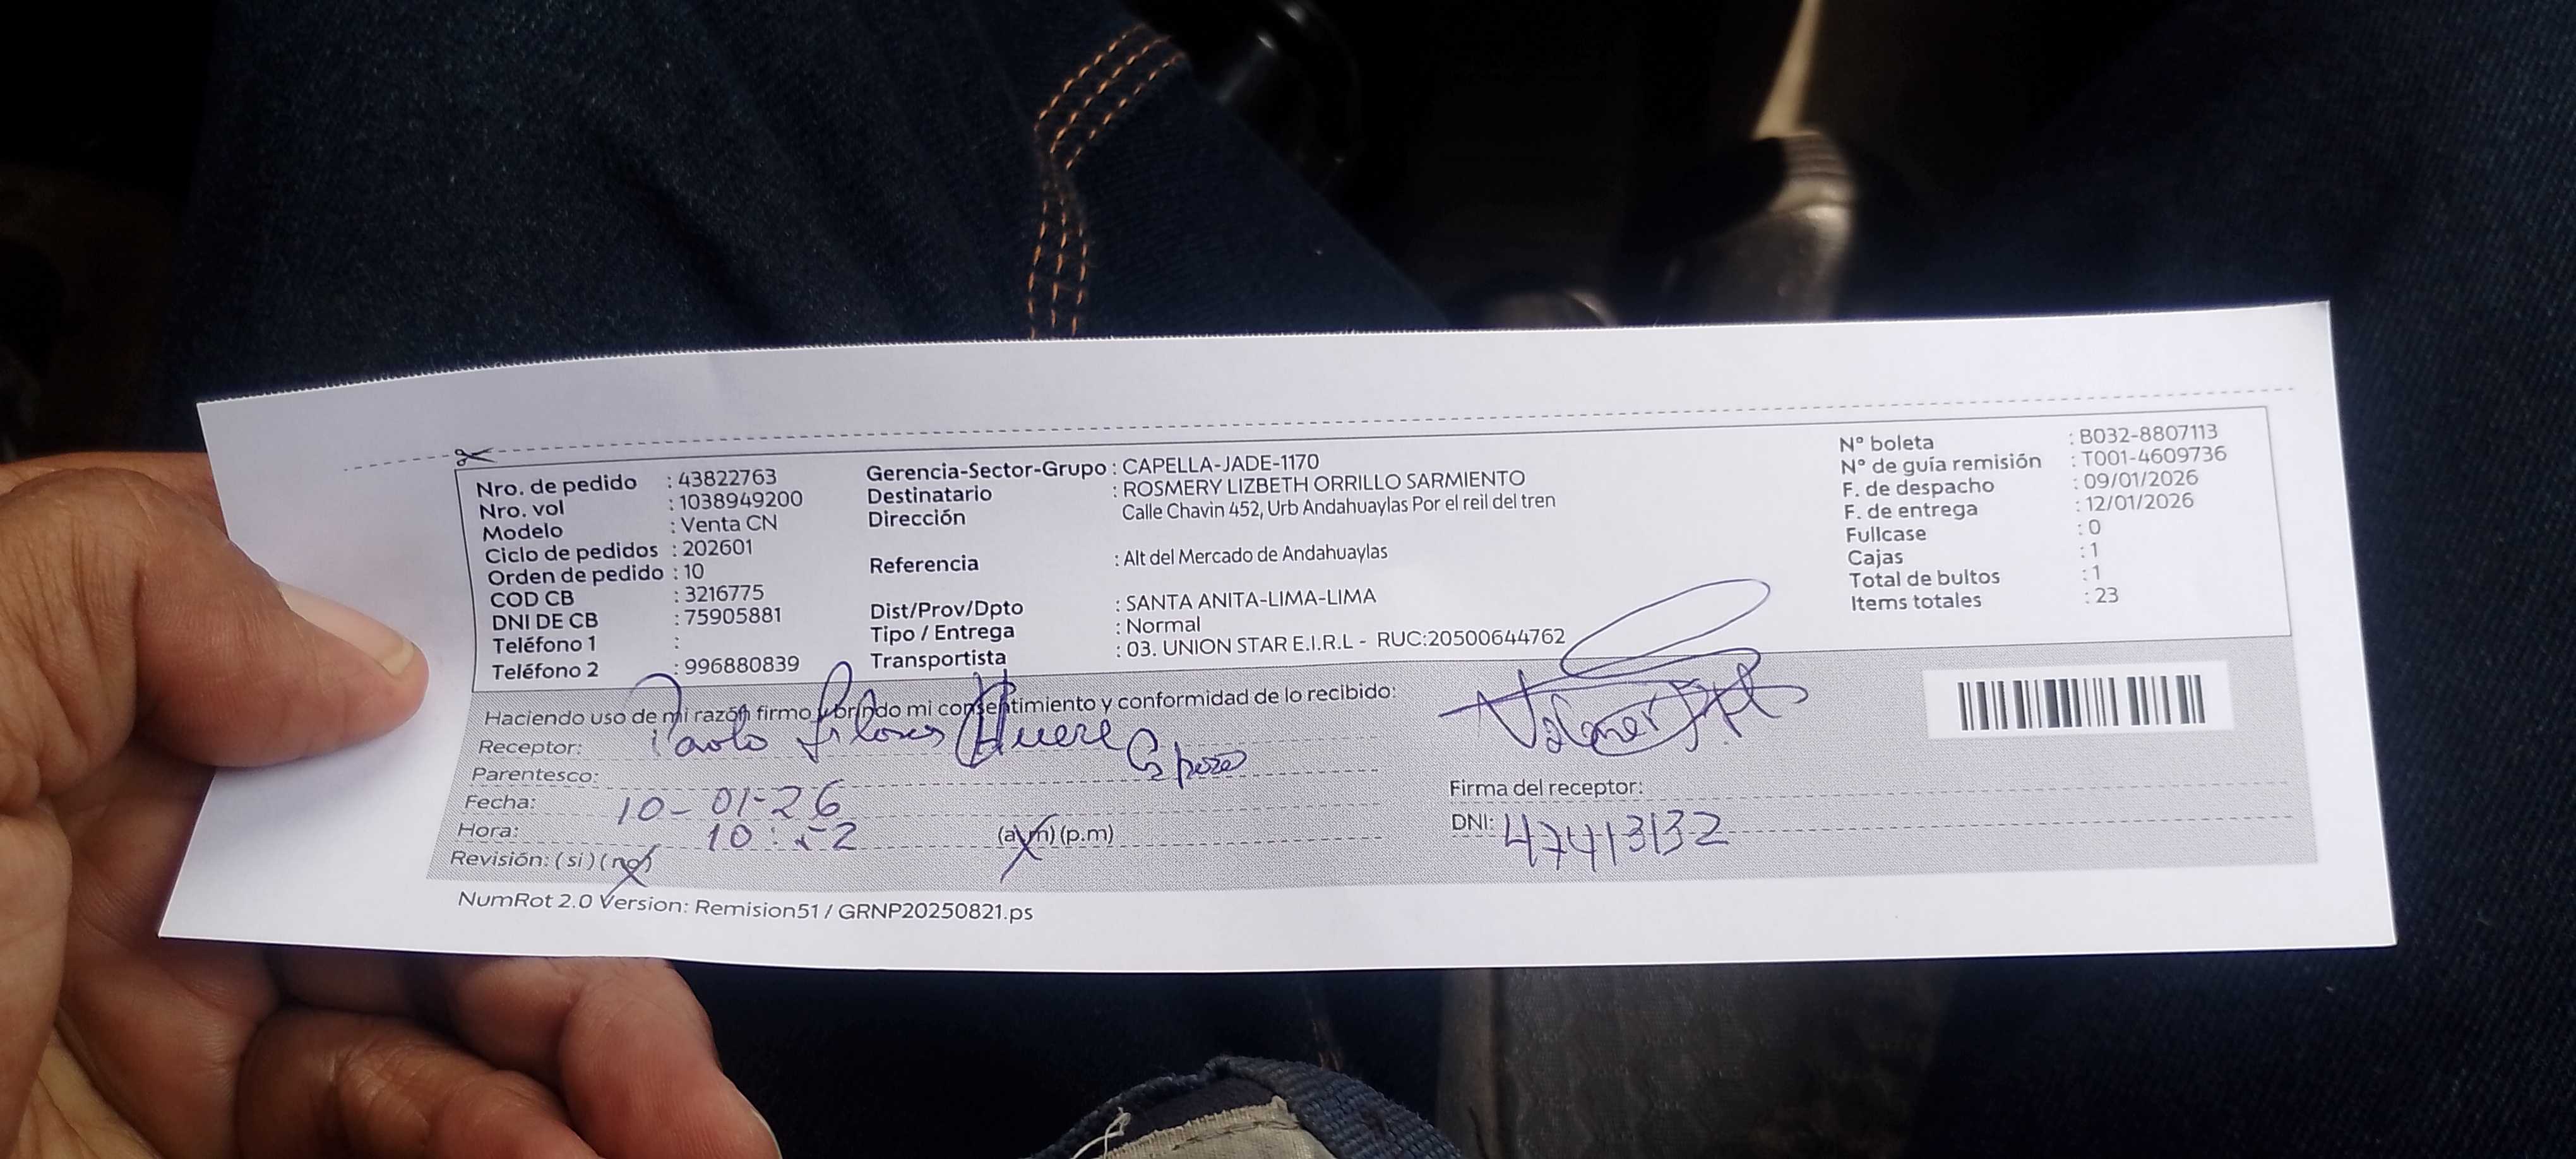 Nro. de pedido : 43822763
Nro. vol : 1038949200
Modelo : Venta CN
Ciclo de pedidos : 202601
Orden de pedido : 10
COD CB : 3216775
DNI DE CB : 75905881
Teléfono 1 :
Teléfono 2 : 996880839
Gerencia-Sector-Grupo : CAPELLA-JADE-1170
Destinatario : ROSMERY LIZBETH ORRILLO SARMIENTO
Dirección Calle Chavin 452, Urb Andahuaylas Por el reil del tren
Referencia : Alt del Mercado de Andahuaylas
Dist/Prov/Dpto : SANTA ANITA-LIMA-LIMA
Tipo / Entrega : Normal
Transportista : 03. UNION STAR E.I.R.L - RUC:20500644762
N° boleta : B032-8807113
N° de guía remisión : T001-4609736
F. de despacho : 09/01/2026
F. de entrega : 12/01/2026
Fullcase : 0
Cajas : 1
Total de bultos : 1
Items totales : 23
Haciendo uso de mi razón firmo y brindo mi consentimiento y conformidad de lo recibido:
Receptor: Paolo
Parentesco: Esposo
Fecha: 10-01-26
Hora: 10:52 (a.m) (p.m)
Revisión: (si) (no)
Firma del receptor:
DNI: 47413132
NumRot 2.0 Version: Remision51 / GRNP20250821.ps